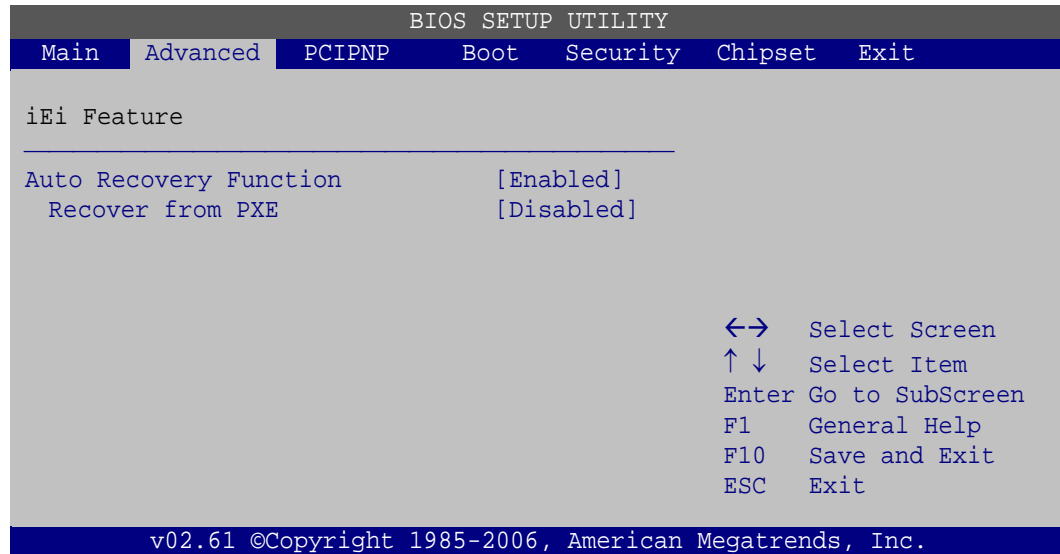 BIOS SETUP UTILITY
Main Advanced PCIPNP Boot Security Chipset Exit
iEi Feature
Auto Recovery Function [Enabled]
Recover from PXE [Disabled]
←→ Select Screen
↑ ↓ Select Item
Enter Go to SubScreen
F1 General Help
F10 Save and Exit
ESC Exit
v02.61 ©Copyright 1985-2006, American Megatrends, Inc.